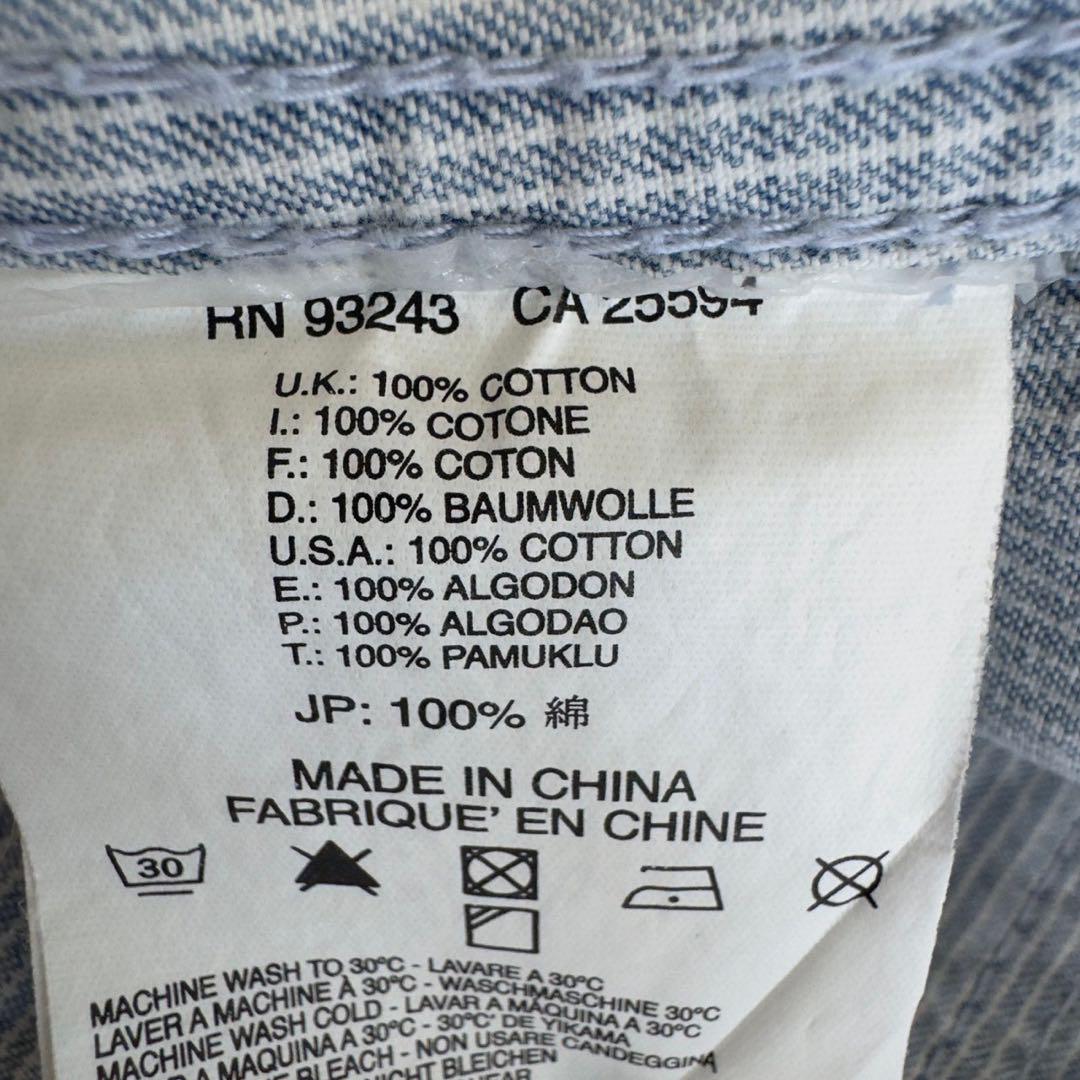 RN 93243 CA 25594
U.K.: 100% COTTON
I.: 100% COTONE
F.: 100% COTON
D.: 100% BAUMWOLLE
U.S.A.: 100% COTTON
E.: 100% ALGODON
P.: 100% ALGODAO
T.: 100% PAMUKLU
JP: 100% 綿
MADE IN CHINA
FABRIQUE' EN CHINE
30
MACHINE WASH TO 30°C - LAVARE A 30°C
LAVER A MACHINE À 30°C - WASCHMASCHINE 30°C
MACHINE WASH COLD - LAVAR A MÁQUINA A 30°C
A MAQUINA A 30°C - 30°C' DE YIKAMA
BLEACH - NON USARE CANDEGGINA
BLEICHEN